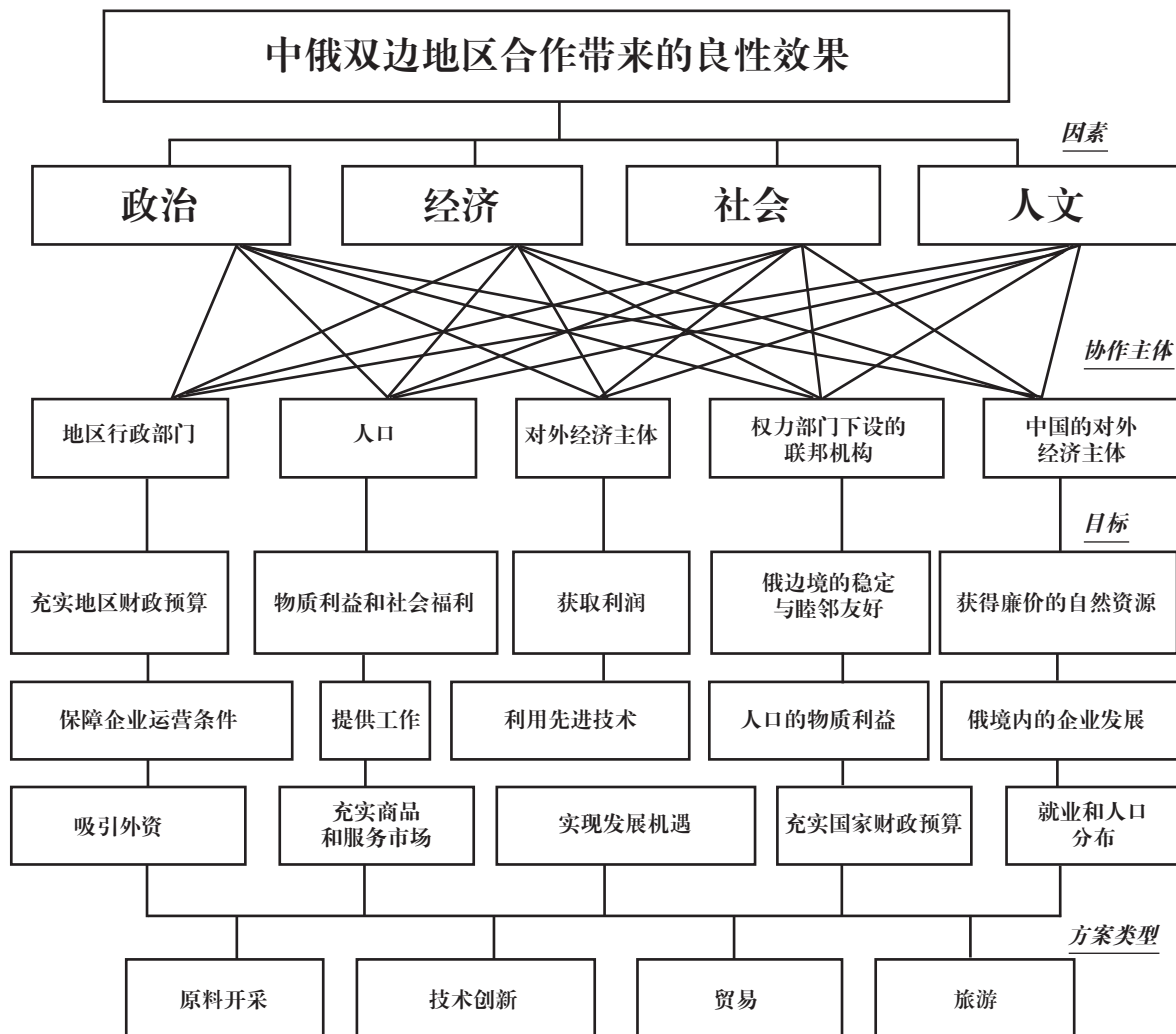 中俄双边地区合作带来的良性效果
因素
政治
经济
社会
人文
协作主体
地区行政部门
人口
对外经济主体
权力部门下设的
联邦机构
中国的对外
经济主体
目标
充实地区财政预算
物质利益和社会福利
获取利润
俄边境的稳定
与睦邻友好
获得廉价的自然资源
保障企业运营条件
提供工作
利用先进技术
人口的物质利益
俄境内的企业发展
吸引外资
充实商品
和服务市场
实现发展机遇
充实国家财政预算
就业和人口
分布
方案类型
原料开采
技术创新
贸易
旅游